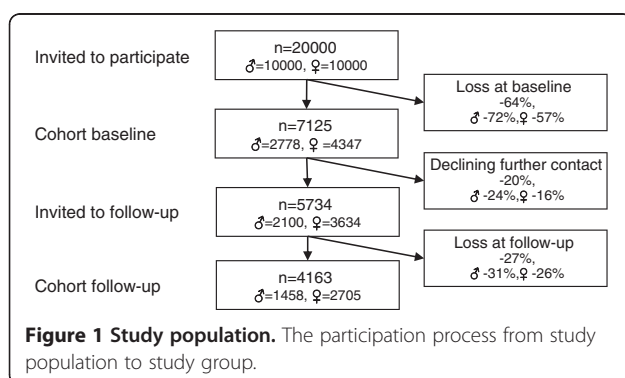 Invited to participate
n=20000
♂=10000, ♀=10000
Loss at baseline
-64%,
♂-72%,♀-57%
Cohort baseline
n=7125
♂=2778, ♀=4347
Declining further contact
-20%,
♂-24%,♀-16%
Invited to follow-up
n=5734
♂=2100, ♀=3634
Loss at follow-up
-27%,
♂-31%,♀-26%
Cohort follow-up
n=4163
♂=1458, ♀=2705
Figure 1 Study population. The participation process from study
population to study group.